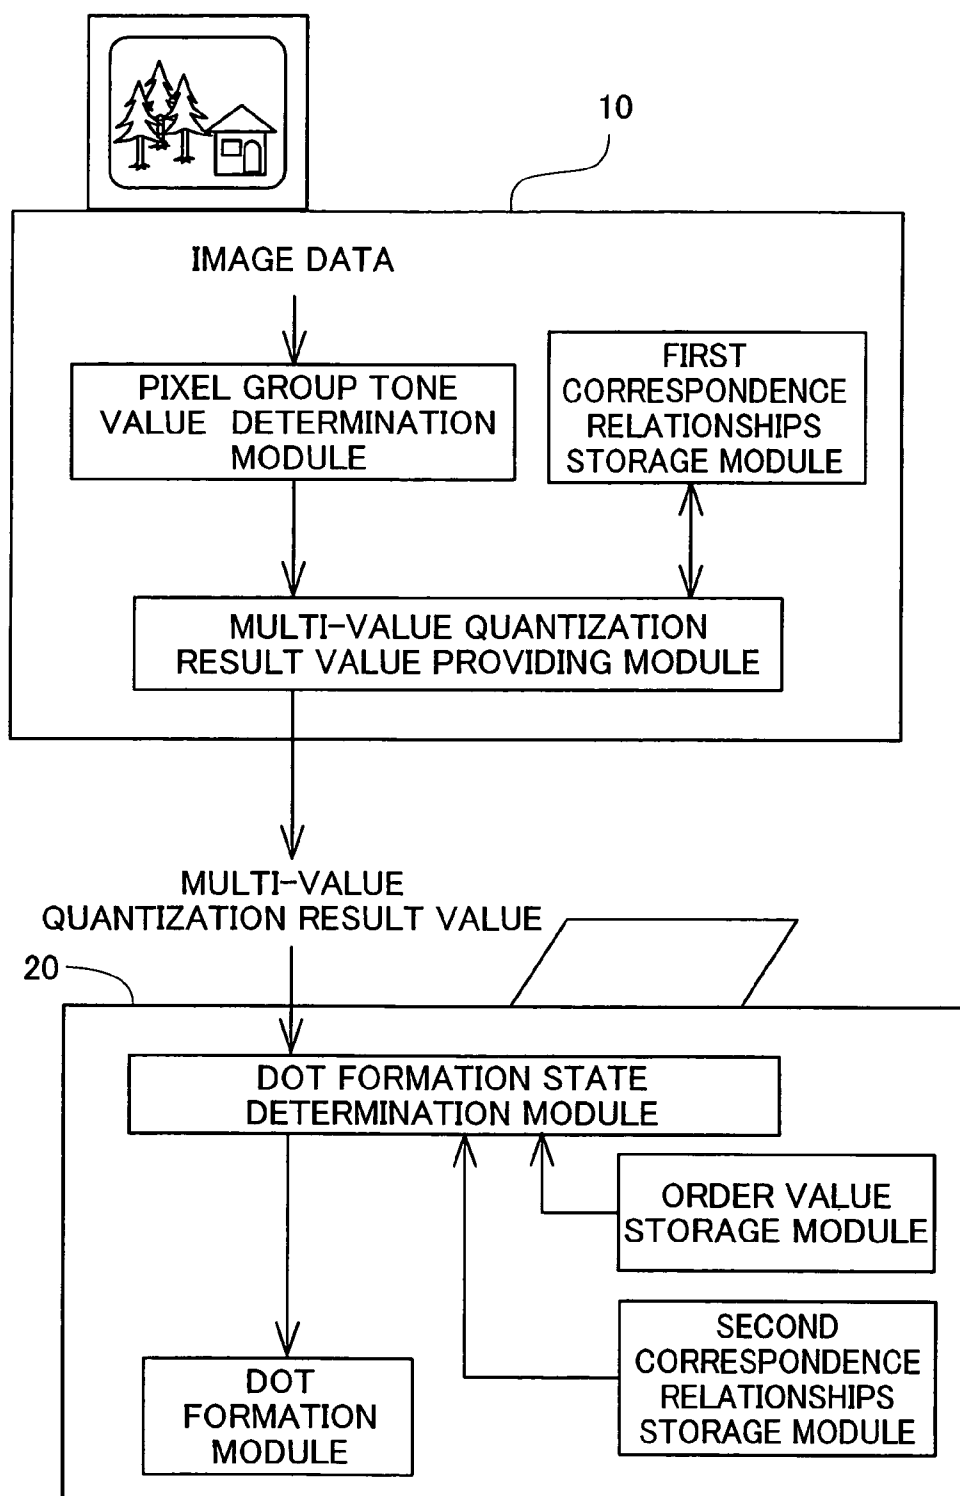 10
IMAGE DATA
PIXEL GROUP TONE
VALUE DETERMINATION
MODULE
FIRST
CORRESPONDENCE
RELATIONSHIPS
STORAGE MODULE
MULTI-VALUE QUANTIZATION
RESULT VALUE PROVIDING MODULE
MULTI-VALUE
QUANTIZATION RESULT VALUE
20
DOT FORMATION STATE
DETERMINATION MODULE
ORDER VALUE
STORAGE MODULE
SECOND
CORRESPONDENCE
RELATIONSHIPS
STORAGE MODULE
DOT
FORMATION
MODULE